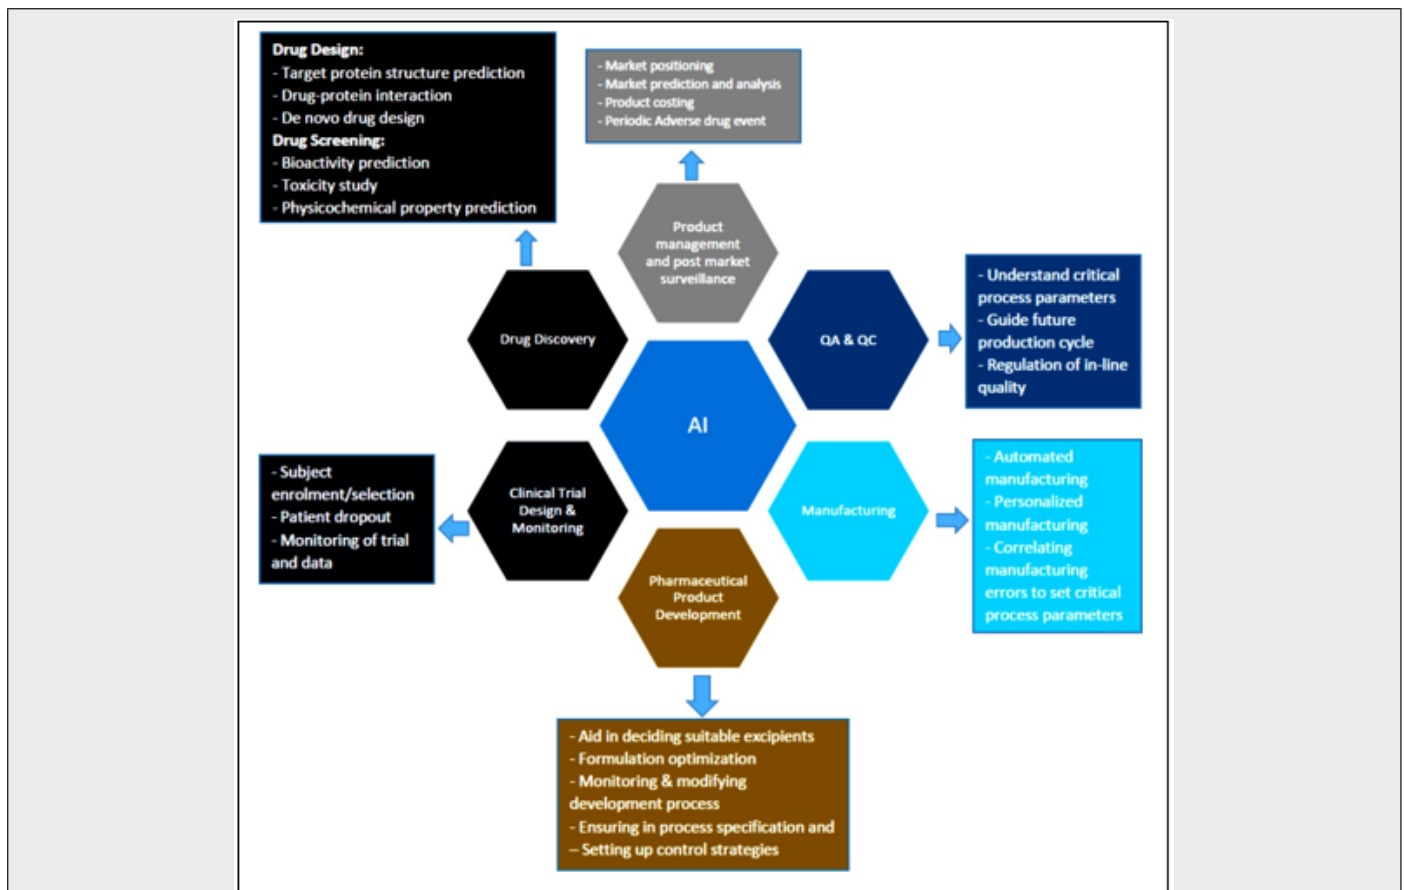 Drug Design:
- Target protein structure prediction
- Drug-protein interaction
- De novo drug design
Drug Screening:
- Bioactivity prediction
- Toxicity study
- Physicochemical property prediction
- Market positioning
- Market prediction and analysis
- Product costing
- Periodic Adverse drug event
Product
management
and post market
surveillance
Drug Discovery
QA & QC
- Understand critical
process parameters
- Guide future
production cycle
- Regulation of in-line
quality
AI
- Subject
enrolment/selection
- Patient dropout
- Monitoring of trial
and data
Clinical Trial
Design &
Monitoring
Manufacturing
- Automated
manufacturing
- Personalized
manufacturing
- Correlating
manufacturing
errors to set critical
process parameters
Pharmaceutical
Product
Development
- Aid in deciding suitable excipients
- Formulation optimization
- Monitoring & modifying
development process
- Ensuring in process specification and
– Setting up control strategies